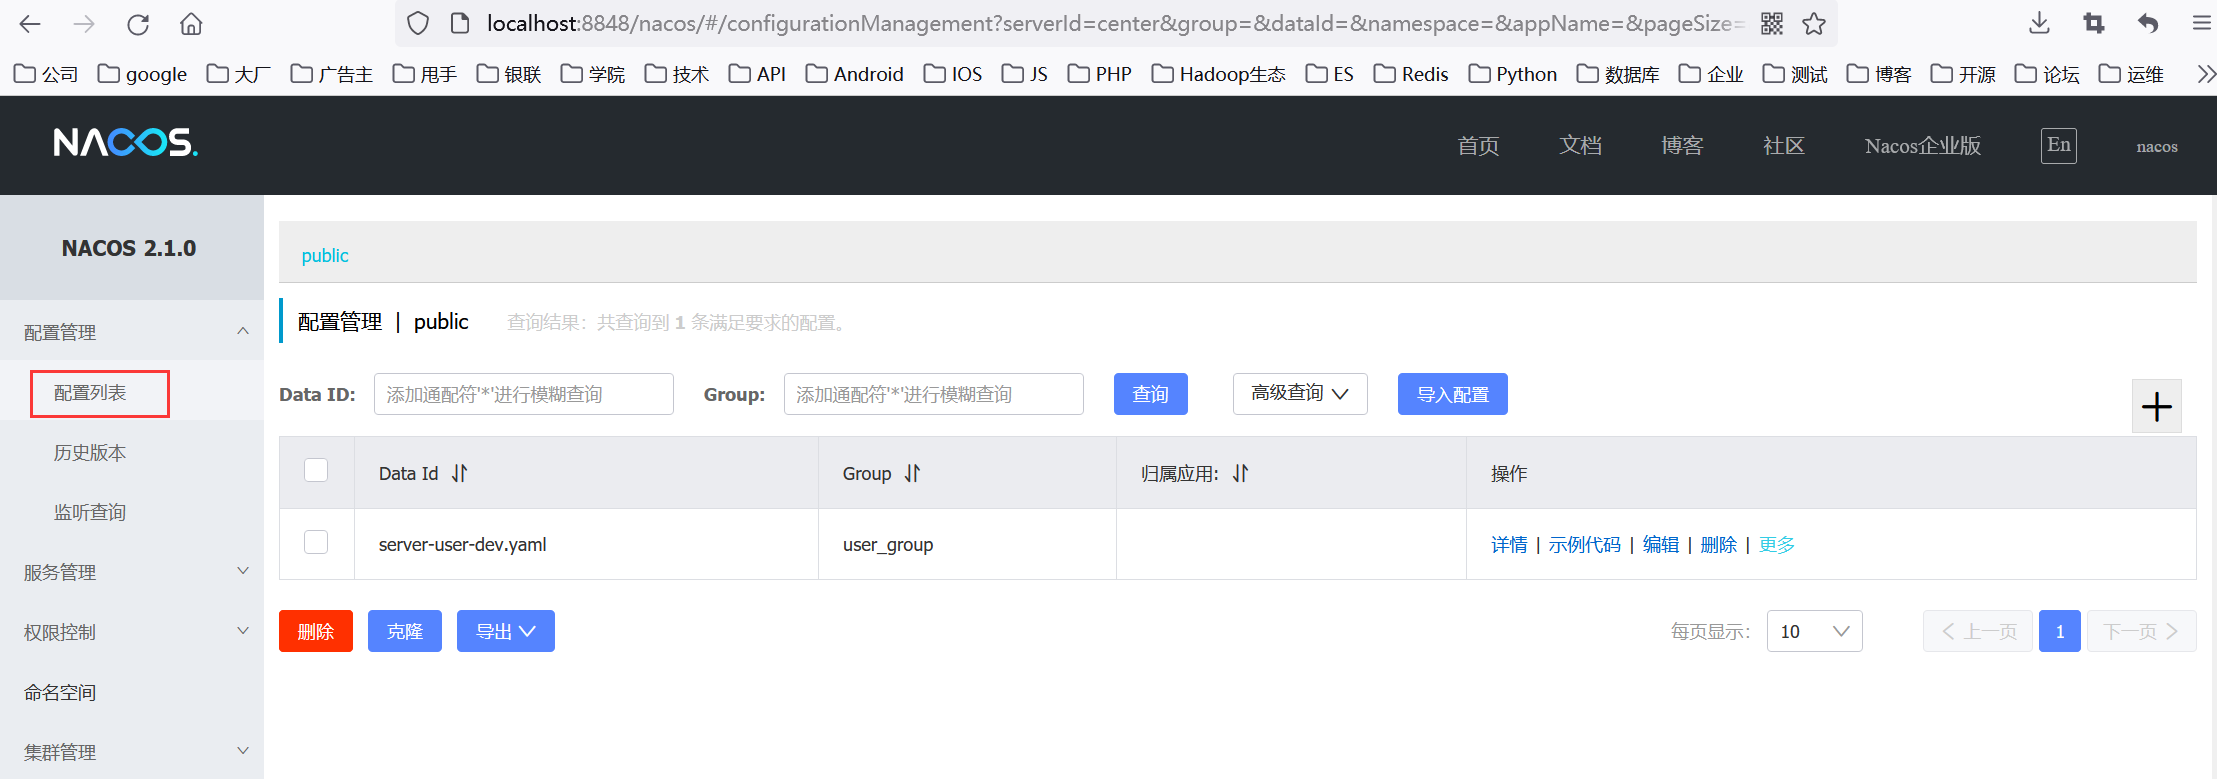 localhost:8848/nacos/#/configurationManagement?serverId=center&group=&dataId=&namespace=&appName=&pageSize=
公司 google 大厂 广告主 甩手 银联 学院 技术 API Android IOS JS PHP Hadoop生态 ES Redis Python 数据库 企业 测试 博客 开源 论坛 运维
NACOS. 首页 文档 博客 社区 Nacos企业版 En nacos
NACOS 2.1.0
配置管理
配置列表
历史版本
监听查询
服务管理
权限控制
命名空间
集群管理
public
配置管理 | public 查询结果：共查询到 1 条满足要求的配置。
Data ID: 添加通配符'*'进行模糊查询 Group: 添加通配符'*'进行模糊查询 查询 高级查询 导入配置
Data Id Group 归属应用: 操作
server-user-dev.yaml user_group 详情 | 示例代码 | 编辑 | 删除 | 更多
删除 克隆 导出 每页显示: 10 上一页 1 下一页